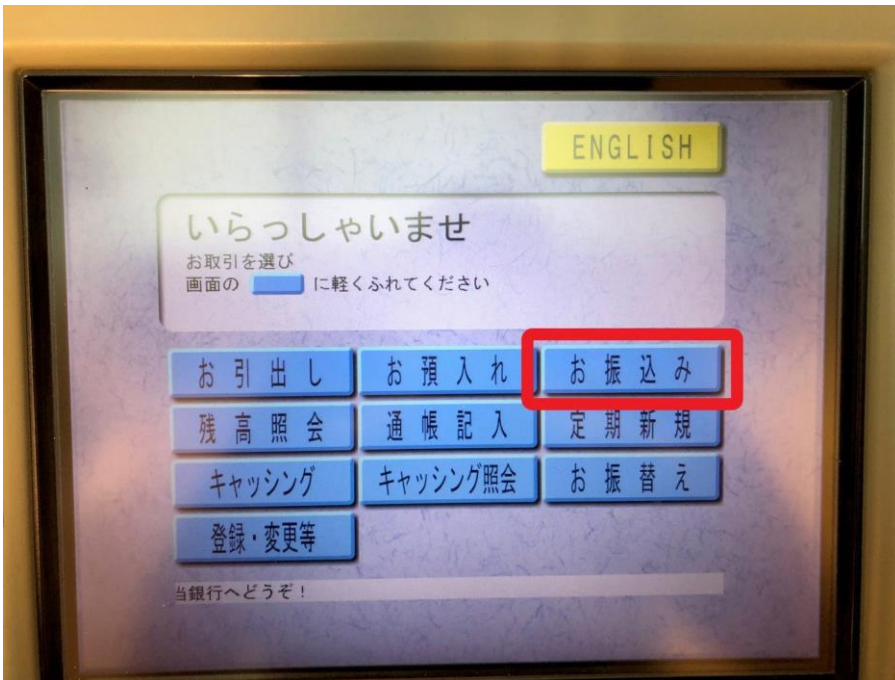 ENGLISH
いらっしゃいませ
お取引を選び
画面の に軽くふれてください
お引出し お預入れ お振込み
残高照会 通帳記入 定期新規
キャッシング キャッシング照会 お振替え
登録・変更等
当銀行へどうぞ！